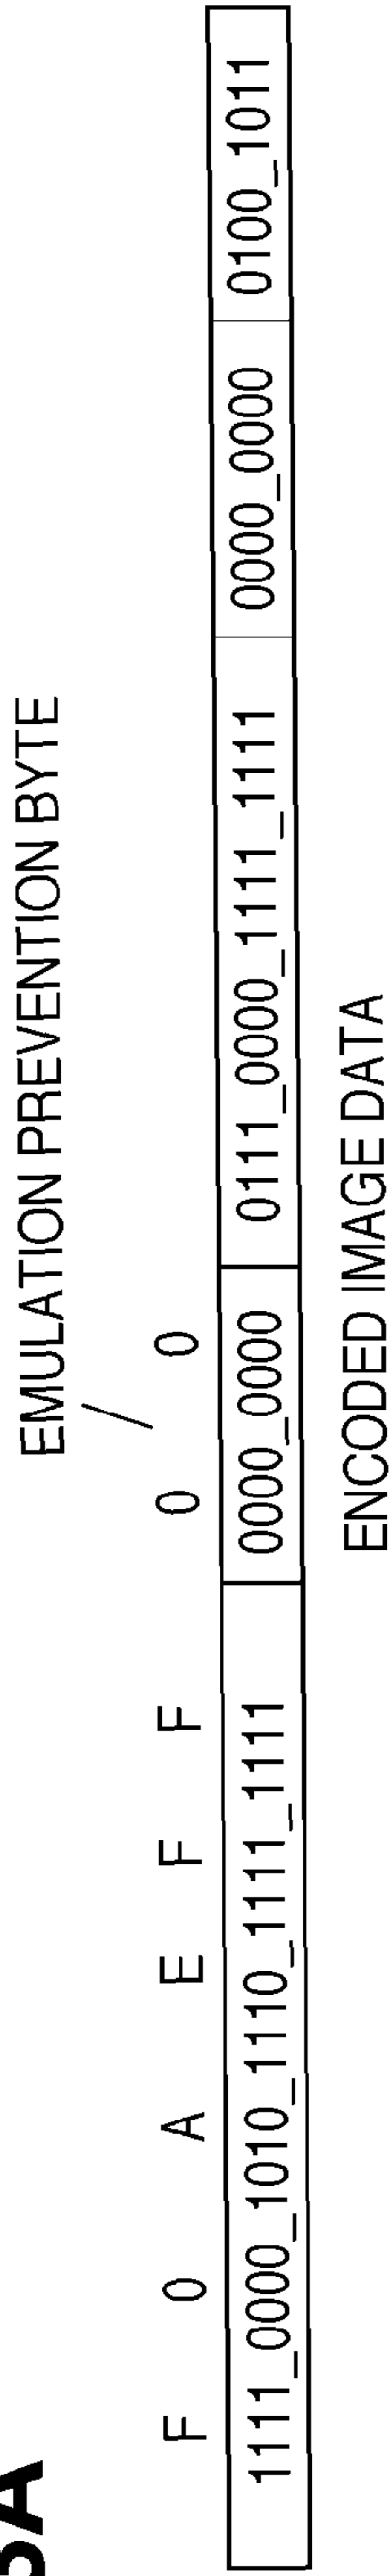 5A
EMULATION PREVENTION BYTE
F 0 A E F F 0 0
1111_0000_1010_1110_1111_1111 0000_0000 0111_0000_1111_1111 0000_0000 0100_1011
ENCODED IMAGE DATA